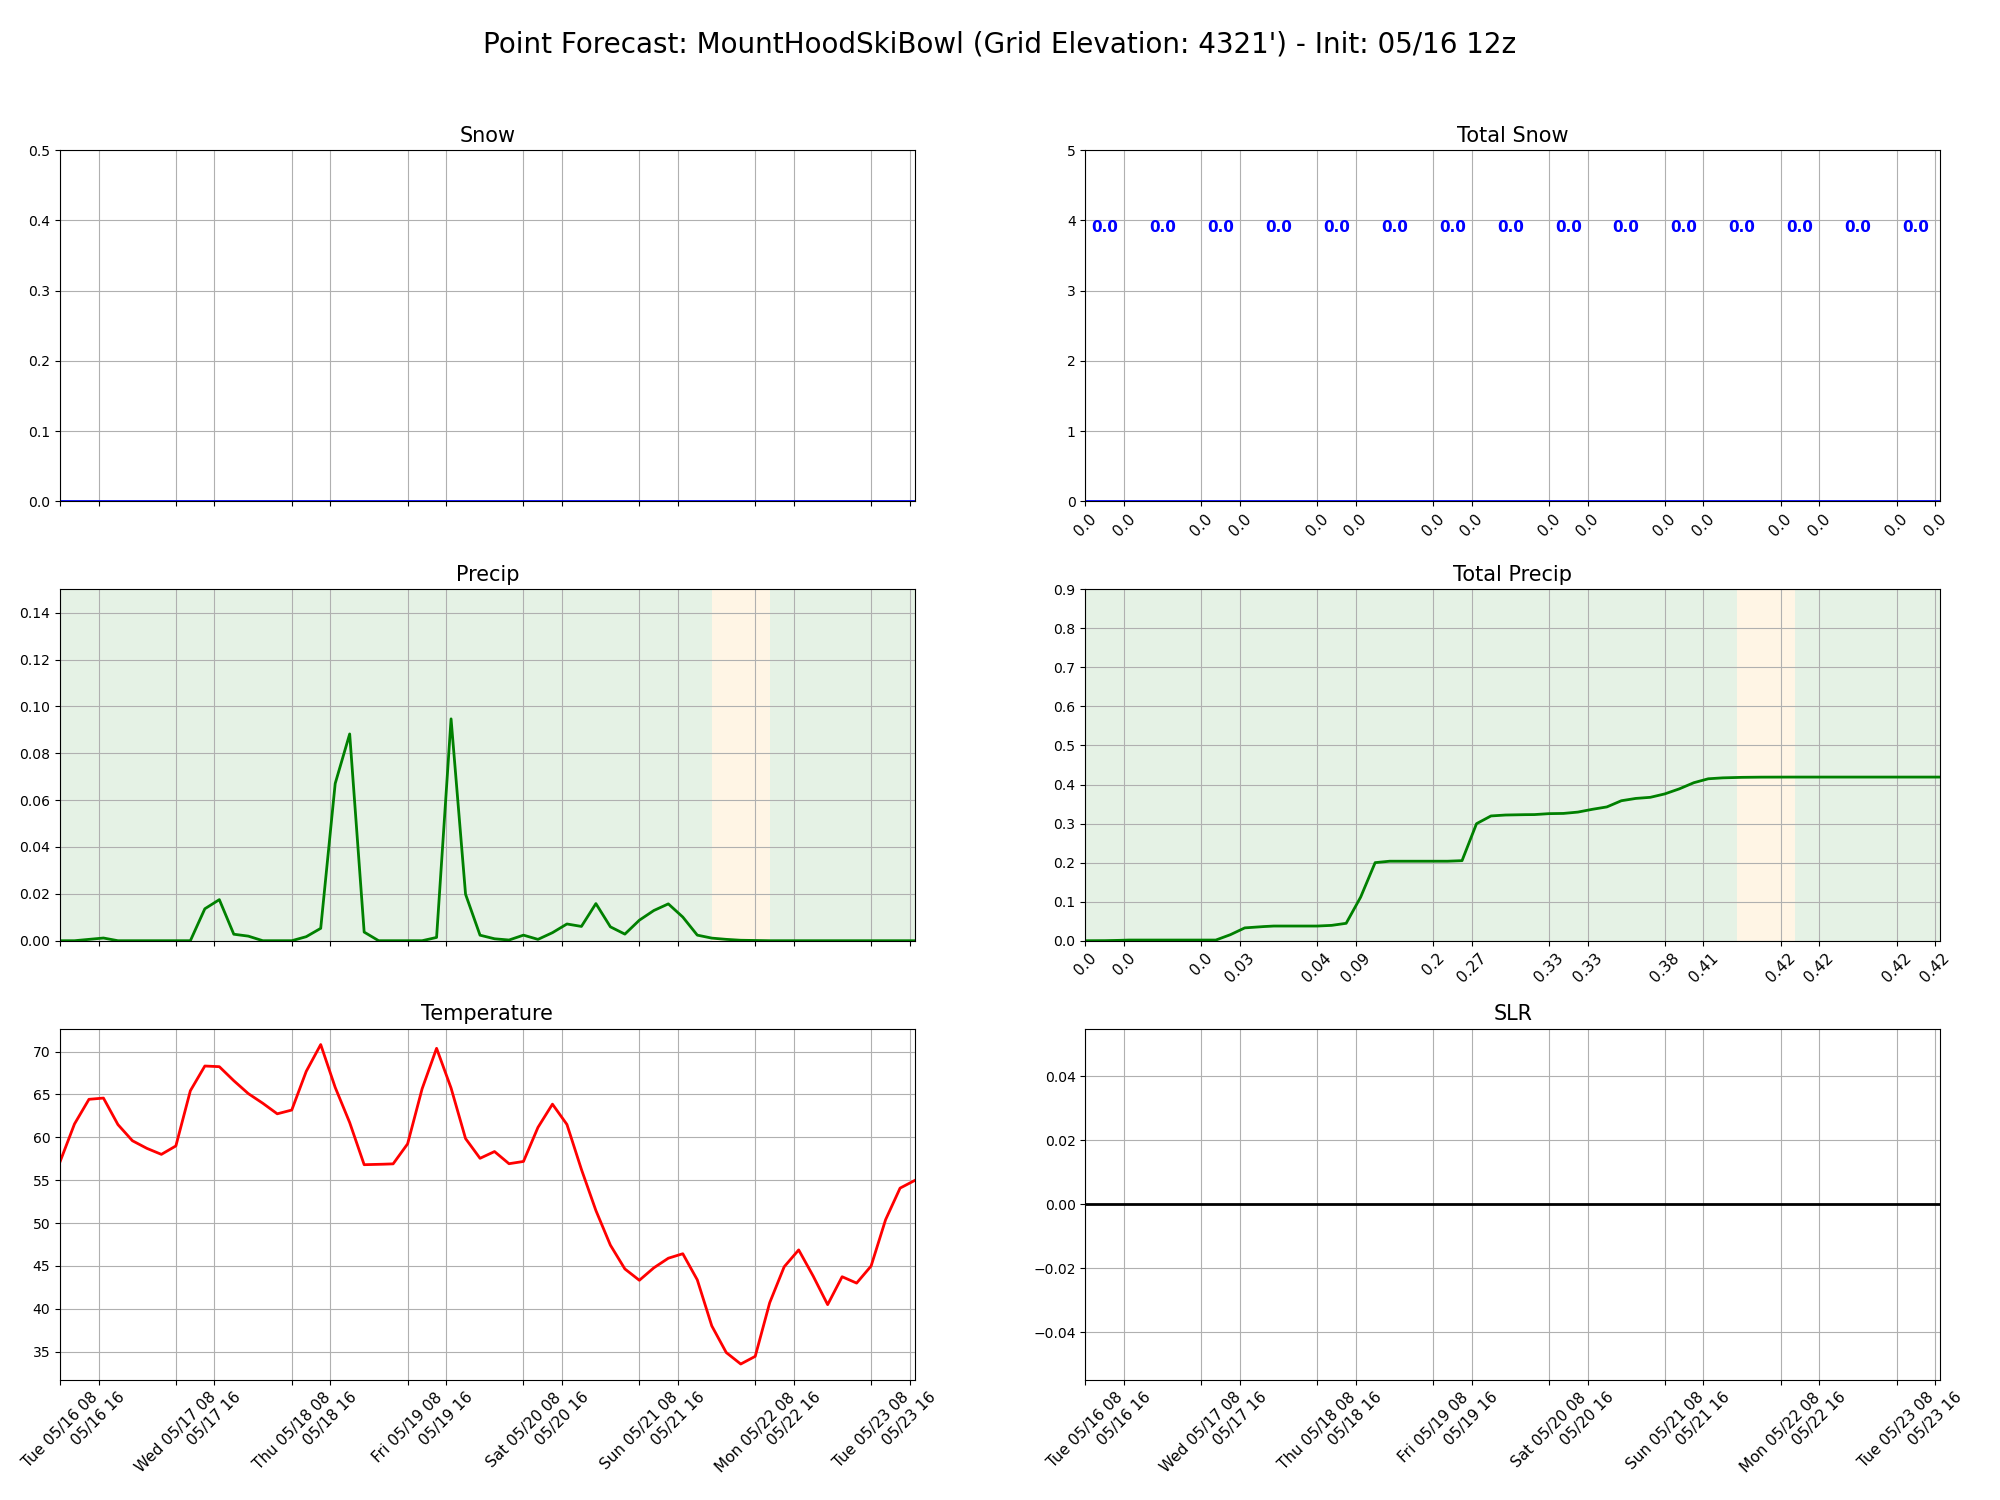 Point Forecast: MountHoodSkiBowl (Grid Elevation: 4321') - Init: 05/16 12z
Snow
0.5
0.4
0.3
0.2
0.1
0.0
Total Snow
5
4
3
2
1
0
0.0 0.0 0.0 0.0 0.0 0.0 0.0 0.0 0.0 0.0 0.0 0.0 0.0 0.0 0.0
0.0 0.0 0.0 0.0 0.0 0.0 0.0 0.0 0.0 0.0 0.0 0.0 0.0 0.0 0.0 0.0
Precip
0.14
0.12
0.10
0.08
0.06
0.04
0.02
0.00
Total Precip
0.9
0.8
0.7
0.6
0.5
0.4
0.3
0.2
0.1
0.0
0.0 0.0 0.0 0.03 0.04 0.09 0.2 0.27 0.33 0.33 0.38 0.41 0.42 0.42 0.42 0.42
Temperature
70
65
60
55
50
45
40
35
Tue 05/16 08
05/16 16
Wed 05/17 08
05/17 16
Thu 05/18 08
05/18 16
Fri 05/19 08
05/19 16
Sat 05/20 08
05/20 16
Sun 05/21 08
05/21 16
Mon 05/22 08
05/22 16
Tue 05/23 08
05/23 16
SLR
0.04
0.02
0.00
−0.02
−0.04
Tue 05/16 08
05/16 16
Wed 05/17 08
05/17 16
Thu 05/18 08
05/18 16
Fri 05/19 08
05/19 16
Sat 05/20 08
05/20 16
Sun 05/21 08
05/21 16
Mon 05/22 08
05/22 16
Tue 05/23 08
05/23 16